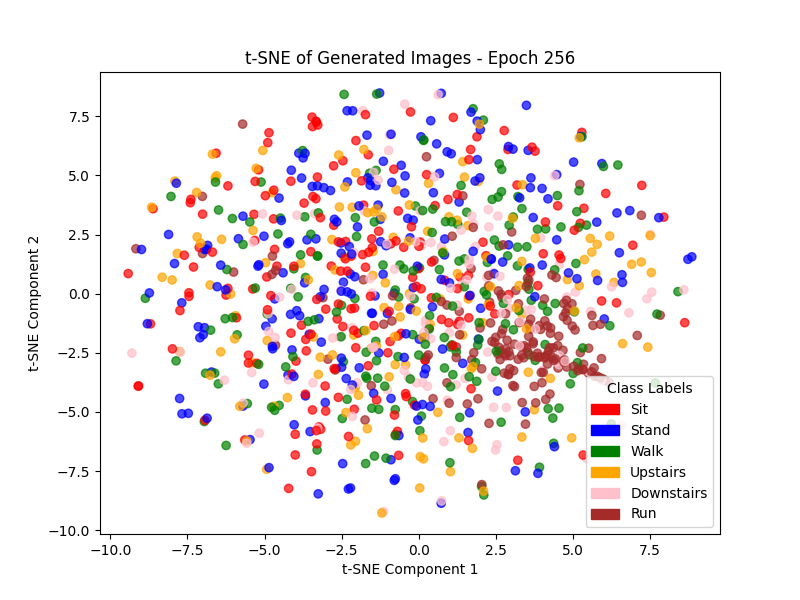 t-SNE of Generated Images - Epoch 256
7.5
5.0
2.5
0.0
−2.5
−5.0
−7.5
−10.0
t-SNE Component 2
Class Labels
Sit
Stand
Walk
Upstairs
Downstairs
Run
−10.0 −7.5 −5.0 −2.5 0.0 2.5 5.0 7.5
t-SNE Component 1